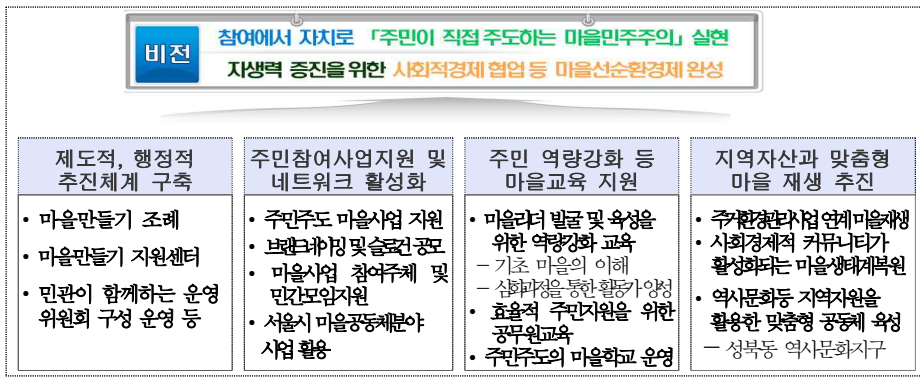 비전
참여에서 자치로 「주민이 직접 주도하는 마을민주주의」 실현
자생력 증진을 위한 사회적경제 협업 등 마을선순환경제 완성
제도적, 행정적
추진체계 구축
• 마을만들기 조례
• 마을만들기 지원센터
• 민관이 함께하는 운영
위원회 구성 운영 등
주민참여사업지원 및
네트워크 활성화
• 주민주도 마을사업 지원
• 브랜드네이밍 및 슬로건 공모
• 마을사업 참여주체 및
민간모임지원
• 서울시 마을공동체분야
사업 활용
주민 역량강화 등
마을교육 지원
• 마을리더 발굴 및 육성을
위한 역량강화 교육
– 기초 마을의 이해
– 심화과정을 통한 활동가 양성
• 효율적 주민지원을 위한
공무원교육
• 주민주도의 마을학교 운영
지역자산과 맞춤형
마을 재생 추진
• 주거환경관리사업 연계 마을재생
• 사회경제적 커뮤니티가
활성화되는 마을생태계복원
• 역사문화등 지역자원을
활용한 맞춤형 공동체 육성
– 성북동 역사문화지구